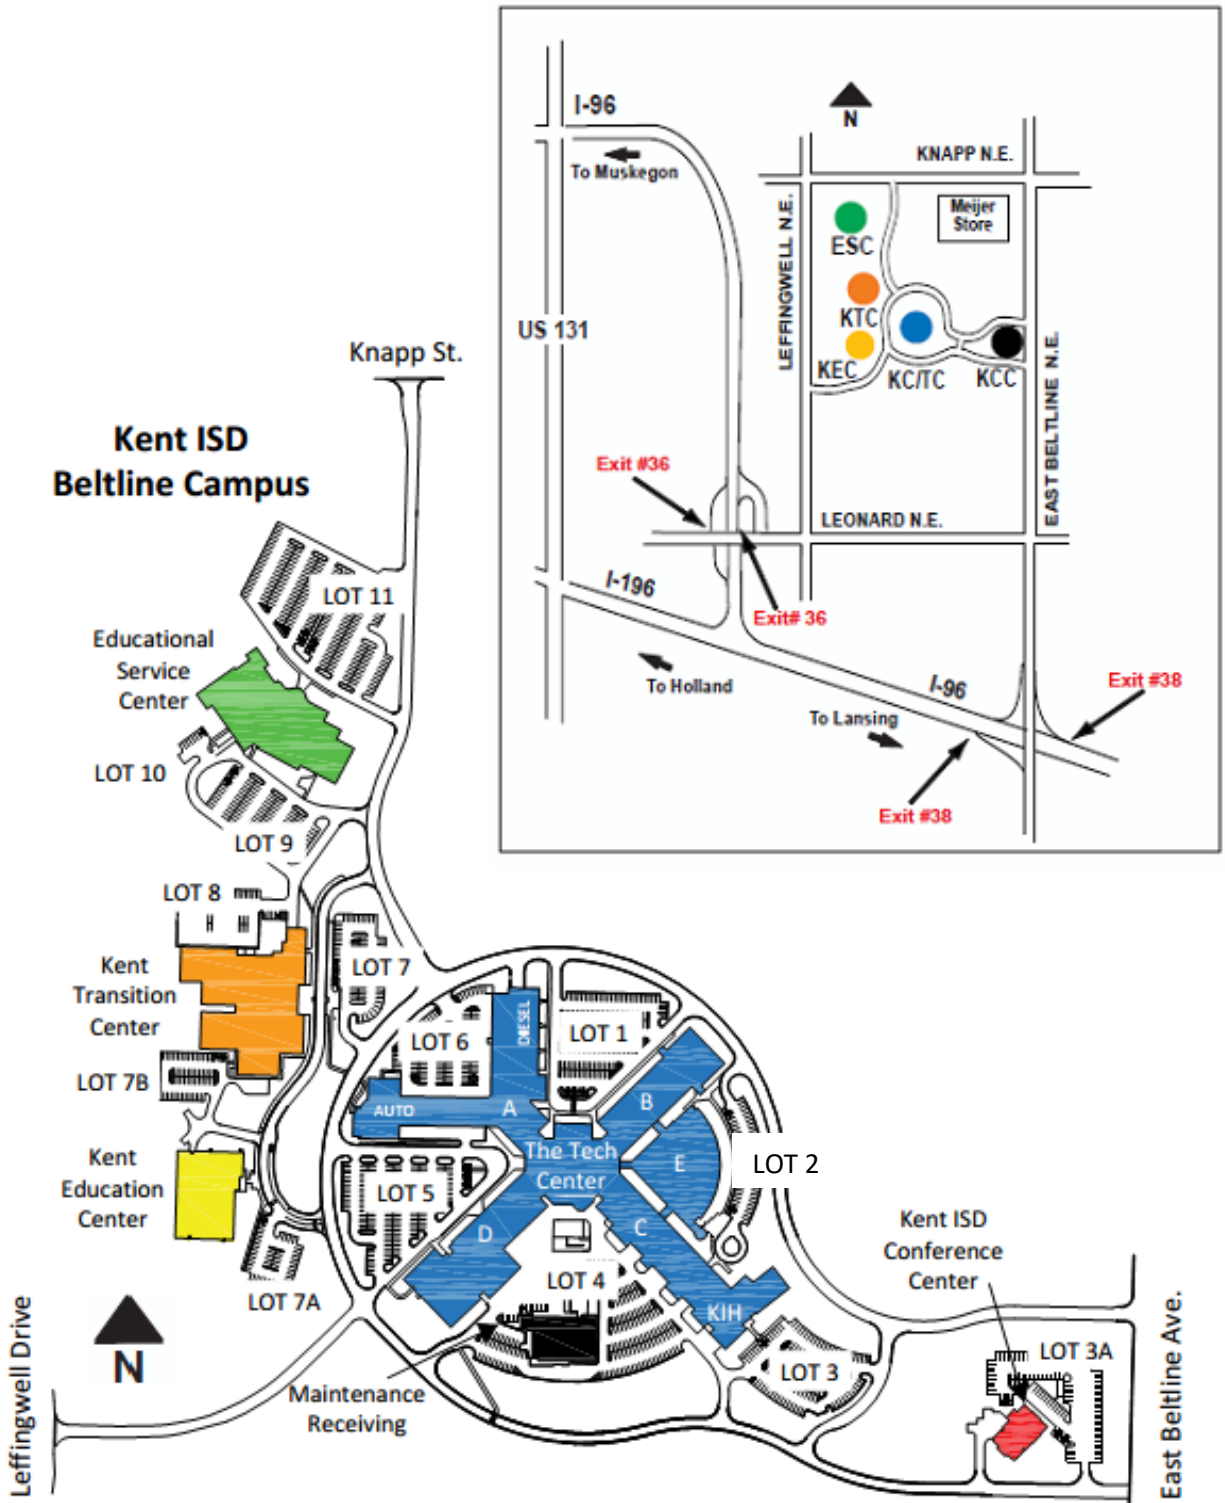 I-96
N
To Muskegon
KNAPP N.E.
LEFFINGWELL N.E.
Meijer
Store
ESC
KTC
US 131
KEC
KC/TC
KCC
EAST BELTLINE N.E.
Exit #36
LEONARD N.E.
I-196
Exit# 36
To Holland
I-96
Exit #38
To Lansing
Exit #38
Knapp St.
Kent ISD
Beltline Campus
LOT 11
Educational
Service
Center
LOT 10
LOT 9
LOT 8
Kent
Transition
Center
LOT 7
LOT 7B
LOT 6
DIESEL
LOT 1
AUTO
A
B
The Tech
Center
E
LOT 2
Kent
Education
Center
LOT 5
D
C
LOT 4
KIH
LOT 7A
Kent ISD
Conference
Center
LOT 3A
LOT 3
Maintenance
Receiving
N
Leffingwell Drive
East Beltline Ave.